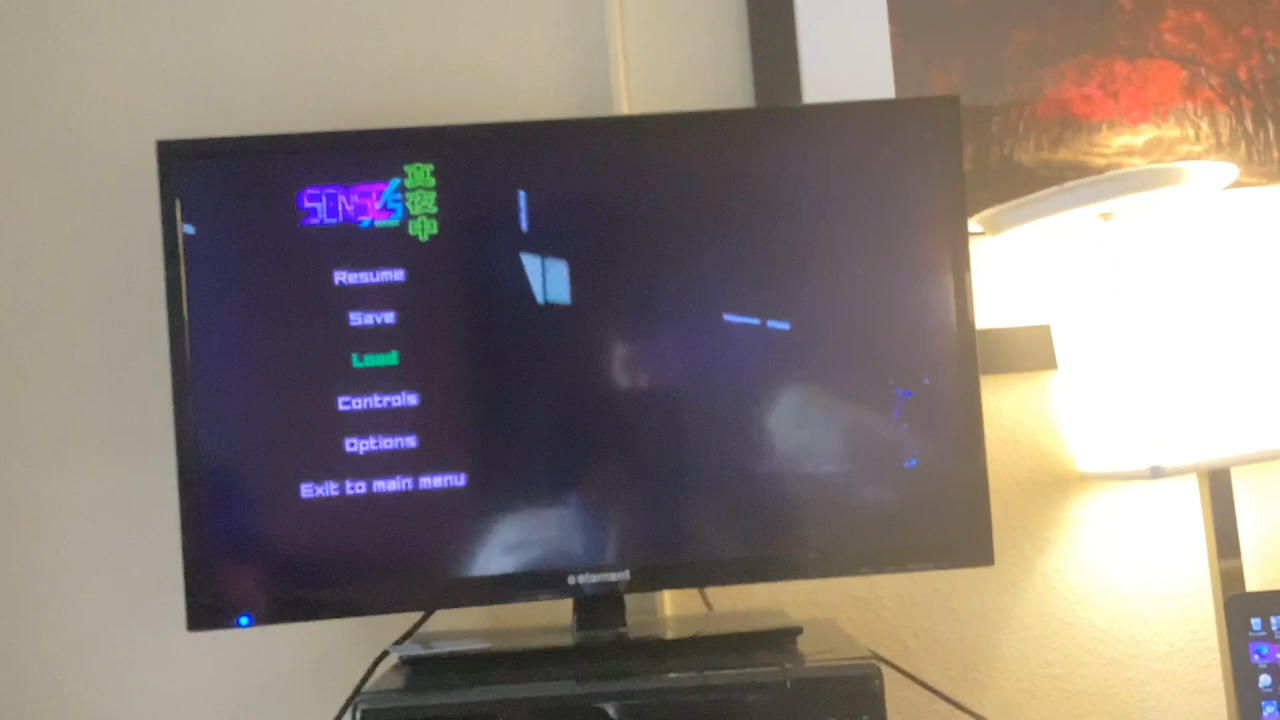 SENSEs
真夜中
Resume
Save
Load
Controls
Options
Exit to main menu
element